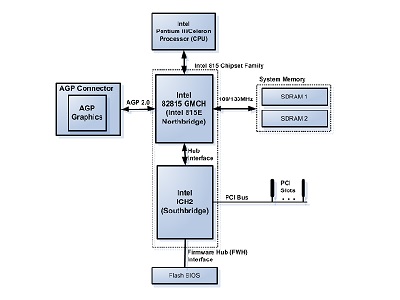 Intel
Pentium III/Celeron
Processor (CPU)
Intel 815 Chipset Family
AGP Connector
AGP
Graphics
AGP 2.0
Intel
82815 GMCH
(Intel 815E
Northbridge)
100/133MHz
System Memory
SDRAM 1
SDRAM 2
Hub
Interface
Intel
ICH2
(Southbridge)
PCI Bus
PCI
Slots
...
Firmware Hub (FWH)
Interface
Flash BIOS